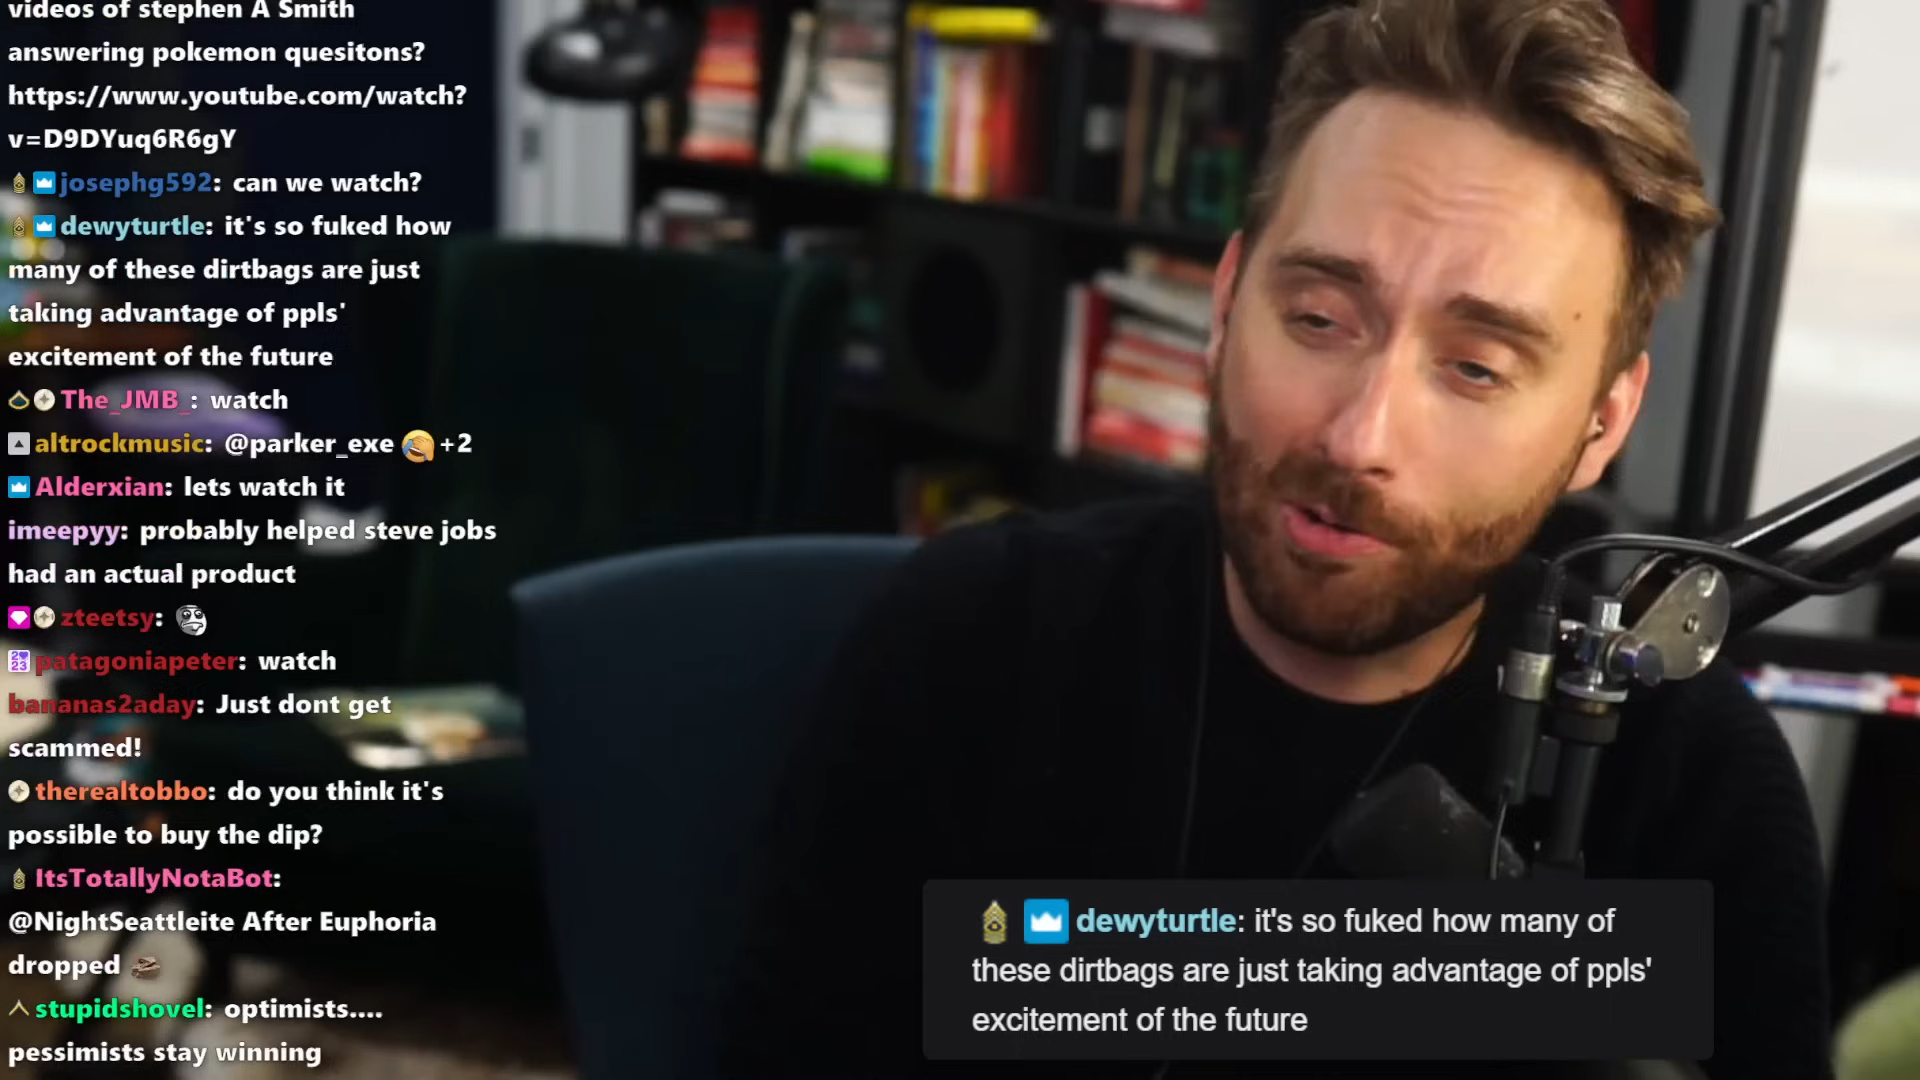 videos of stephen A Smith
answering pokemon quesitons?
https://www.youtube.com/watch?
v=D9DYuq6R6gY
josephg592: can we watch?
dewyturtle: it's so fuked how
many of these dirtbags are just
taking advantage of ppls'
excitement of the future
The_JMB_: watch
altrockmusic: @parker_exe +2
Alderxian: lets watch it
imeepyy: probably helped steve jobs
had an actual product
zteetsy:
patagoniapeter: watch
bananas2aday: Just dont get
scammed!
therealtobbo: do you think it's
possible to buy the dip?
ItsTotallyNotaBot:
@NightSeattleite After Euphoria
dropped
stupidshovel: optimists....
pessimists stay winning
dewyturtle: it's so fuked how many of
these dirtbags are just taking advantage of ppls'
excitement of the future